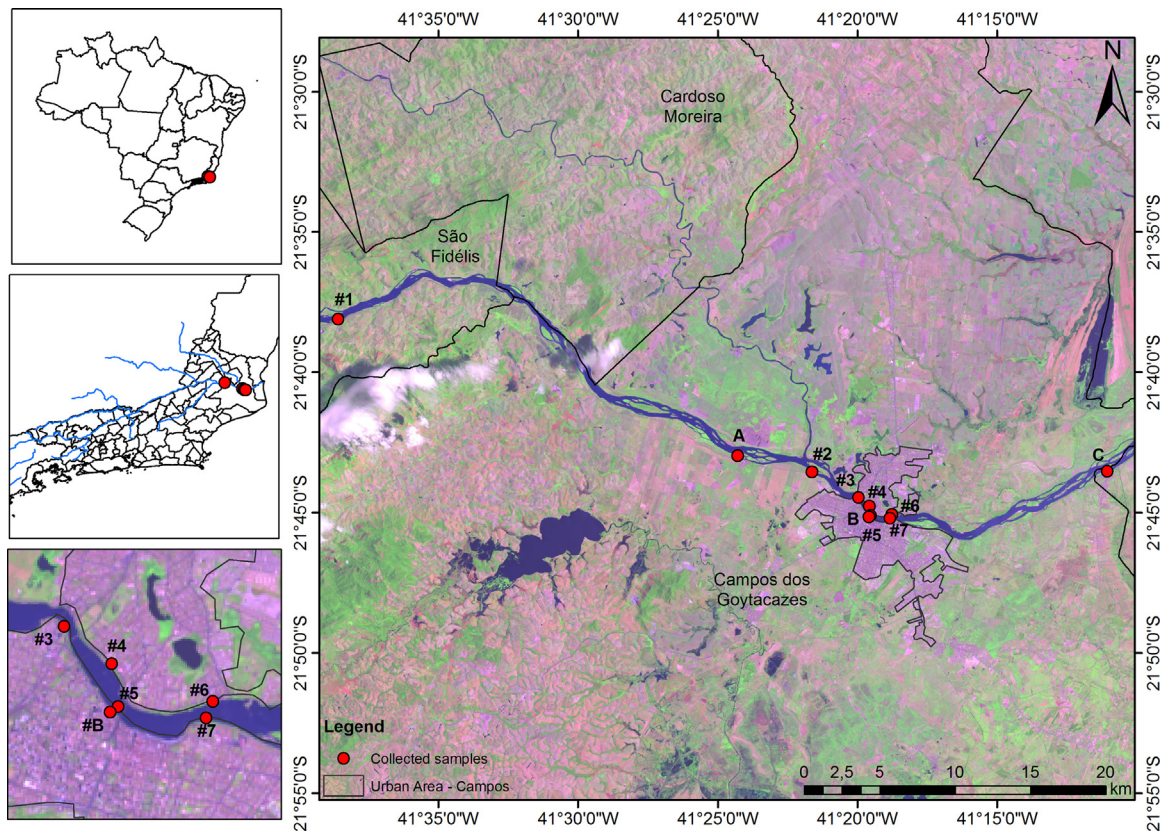 41°35'0"W 41°30'0"W 41°25'0"W 41°20'0"W 41°15'0"W
N
21°30'0"S
21°30'0"S
Cardoso
Moreira
21°35'0"S
21°35'0"S
São
Fidélis
#1
21°40'0"S
21°40'0"S
A
#2
C
#3
#4
21°45'0"S
21°45'0"S
B
#6
#5
#7
Campos dos
Goytacazes
21°50'0"S
21°50'0"S
#3
#4
#5
#6
#B
#7
Legend
Collected samples
Urban Area - Campos
0 2,5 5 10 15 20
km
21°55'0"S
21°55'0"S
41°35'0"W 41°30'0"W 41°25'0"W 41°20'0"W 41°15'0"W